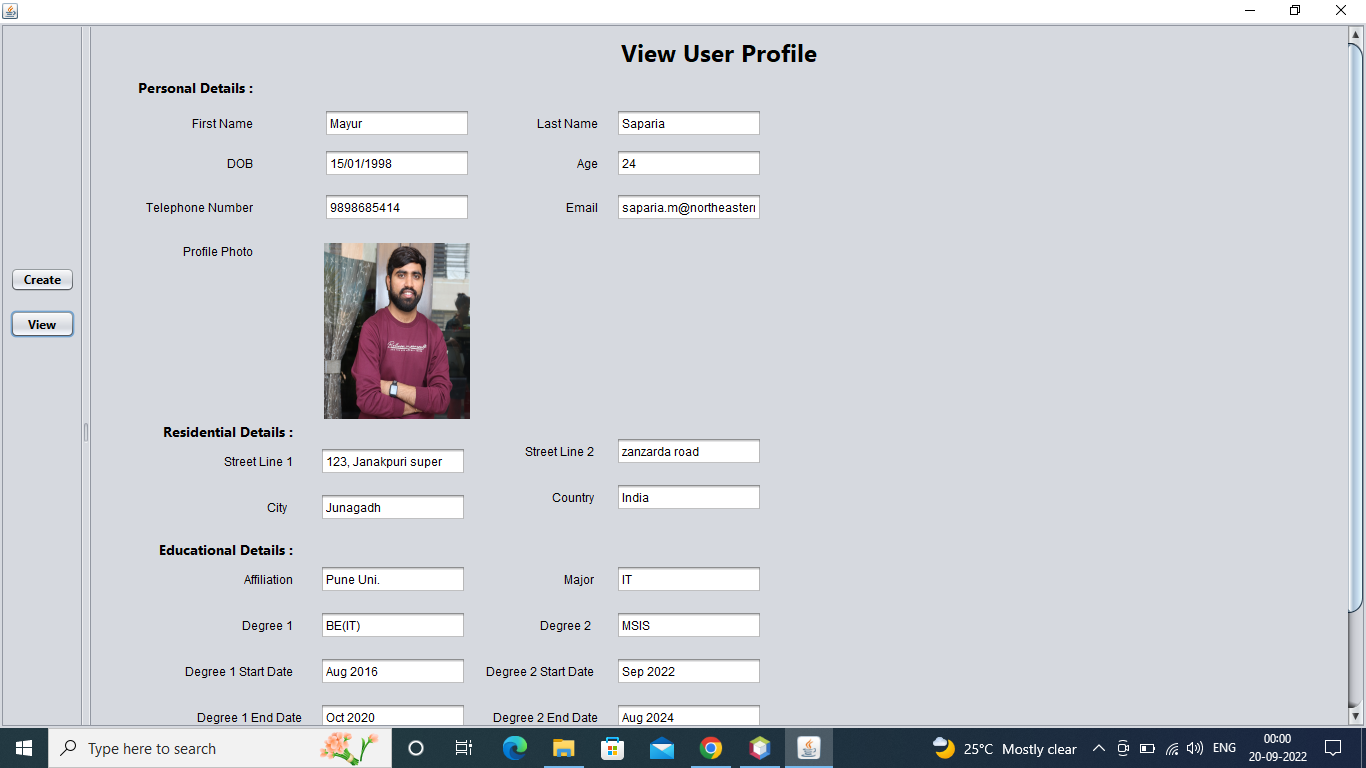 View User Profile
Personal Details :
First Name Mayur Last Name Saparia
DOB 15/01/1998 Age 24
Telephone Number 9898685414 Email saparia.m@northeastern
Profile Photo
Create
View
Residential Details :
Street Line 1 123, Janakpuri super Street Line 2 zanzarda road
City Junagadh Country India
Educational Details :
Affiliation Pune Uni. Major IT
Degree 1 BE(IT) Degree 2 MSIS
Degree 1 Start Date Aug 2016 Degree 2 Start Date Sep 2022
Degree 1 End Date Oct 2020 Degree 2 End Date Aug 2024
Type here to search 25°C Mostly clear ENG 00:00
20-09-2022